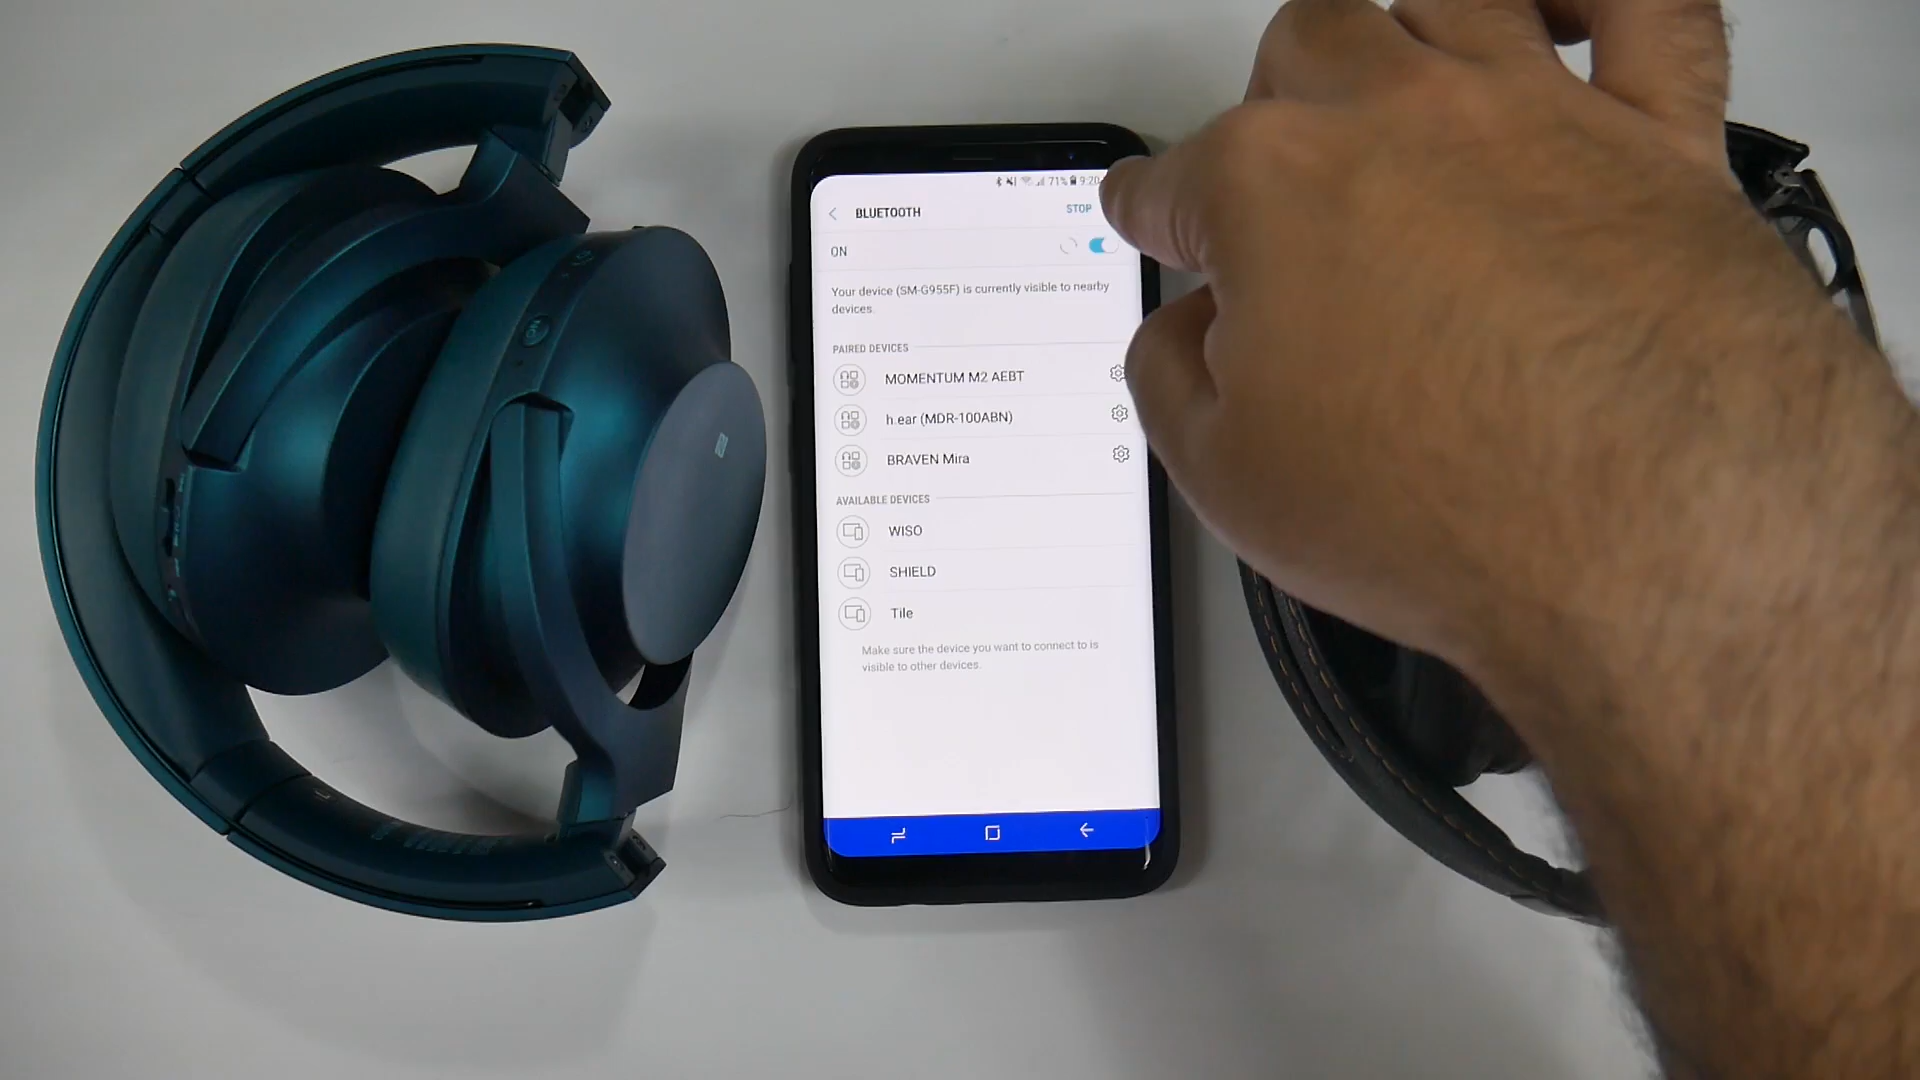 71% 9:20
BLUETOOTH
STOP
ON
Your device (SM-G955F) is currently visible to nearby
devices.
PAIRED DEVICES
MOMENTUM M2 AEBT
h.ear (MDR-100ABN)
BRAVEN Mira
AVAILABLE DEVICES
WISO
SHIELD
Tile
Make sure the device you want to connect to is
visible to other devices.